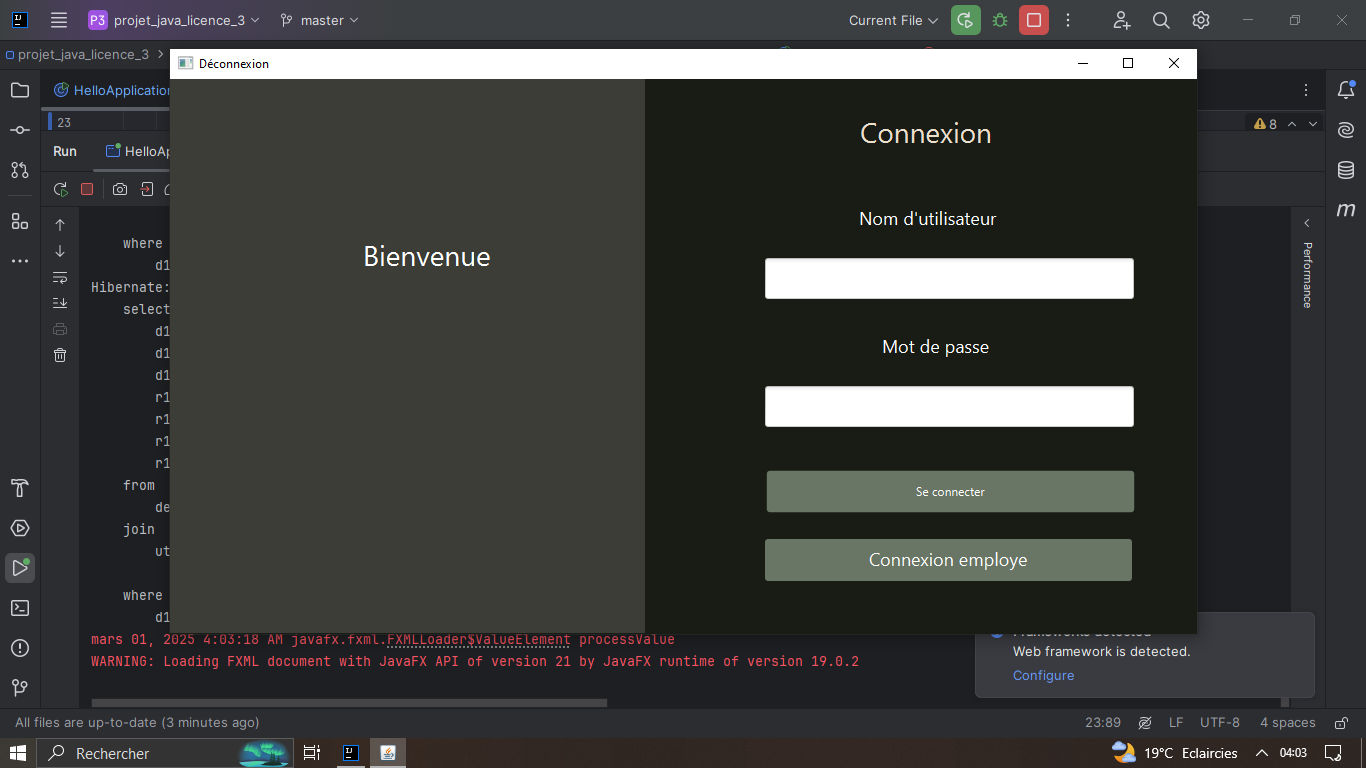 P3 projet_java_licence_3
master
Current File
projet_java_licence_3
HelloApplication
23
8
Run
HelloAp
Déconnexion
Bienvenue
Connexion
Nom d'utilisateur
Mot de passe
Se connecter
Connexion employe
Performance
where
d1
Hibernate:
select
d1
d1
d1
r1
r1
r1
r1
from
de
join
ut
where
d1
mars 01, 2025 4:03:18 AM javafx.fxml.FXMLLoader$ValueElement processValue
WARNING: Loading FXML document with JavaFX API of version 21 by JavaFX runtime of version 19.0.2
Frameworks detected
Web framework is detected.
Configure
All files are up-to-date (3 minutes ago)
23:89 LF UTF-8 4 spaces
Rechercher
19°C Eclaircies
04:03